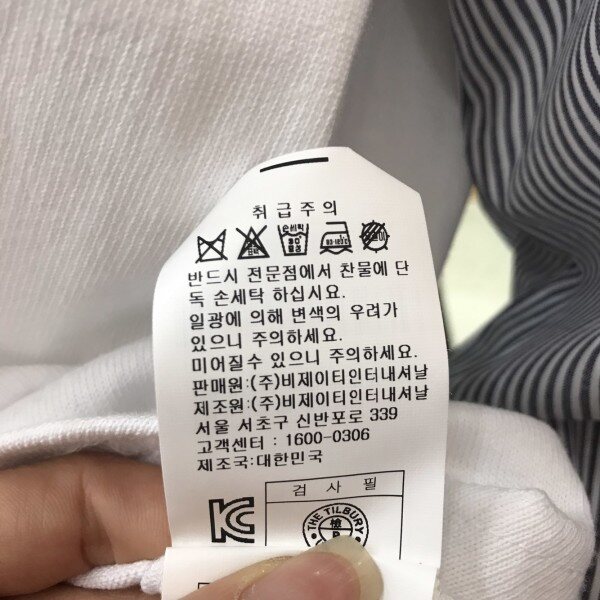 취급주의
반드시 전문점에서 찬물에 단
독 손세탁 하십시요.
일광에 의해 변색의 우려가
있으니 주의하세요.
미어질수 있으니 주의하세요.
판매원:(주)비제이티인터내셔날
제조원:(주)비제이티인터내셔날
서울 서초구 신반포로 339
고객센터 : 1600-0306
제조국:대한민국
검사필
THE TILBURY
檢